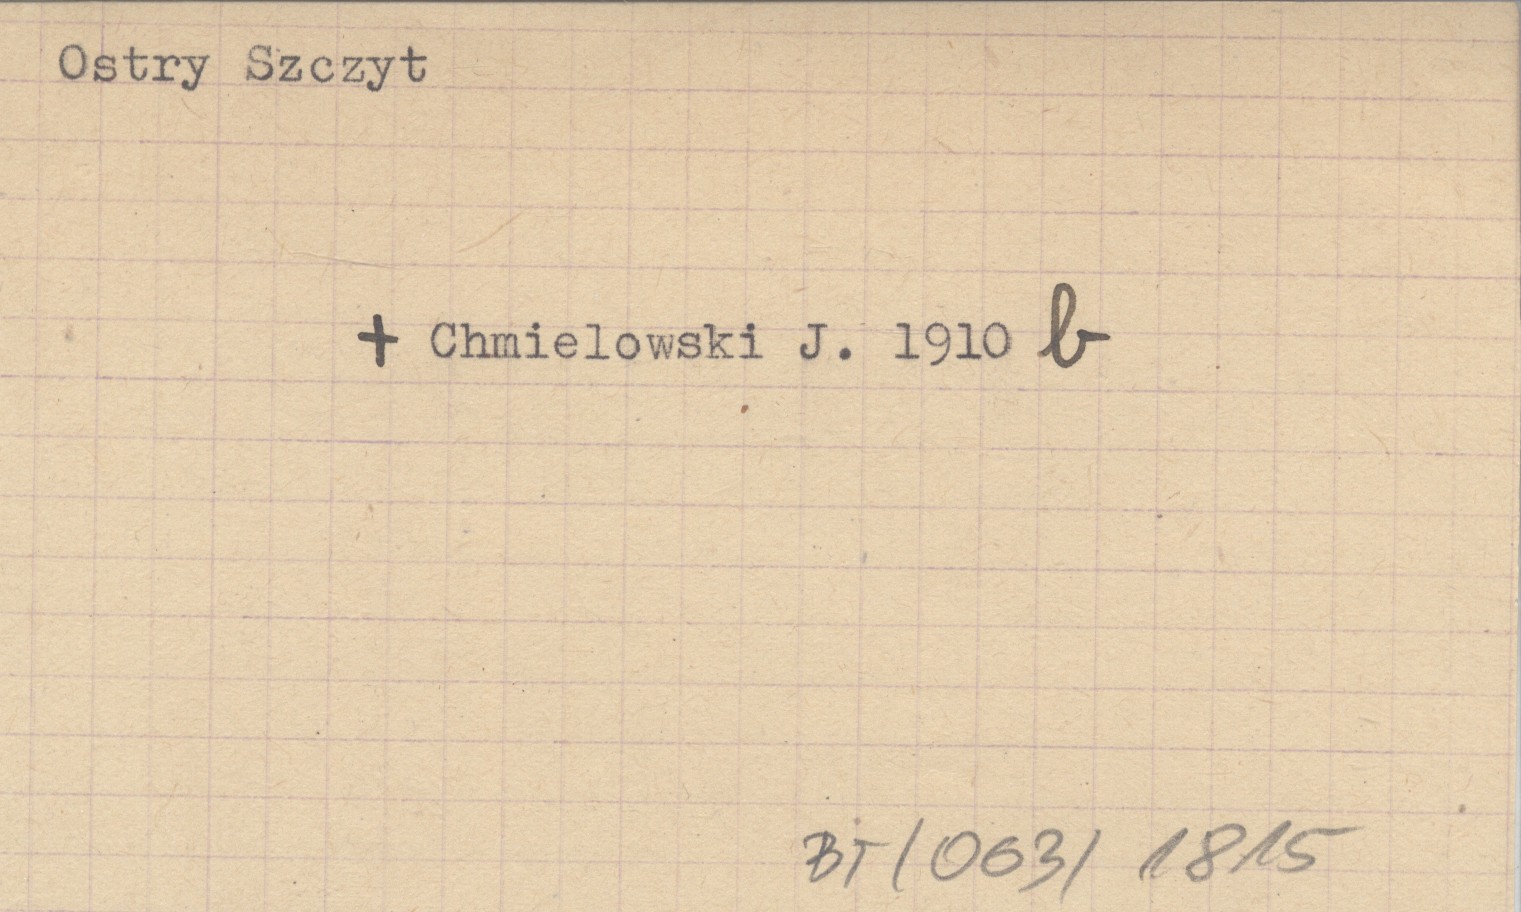 Ostry Szczyt
+ Chmielowski J. 1910 b
BT/063/ 1815